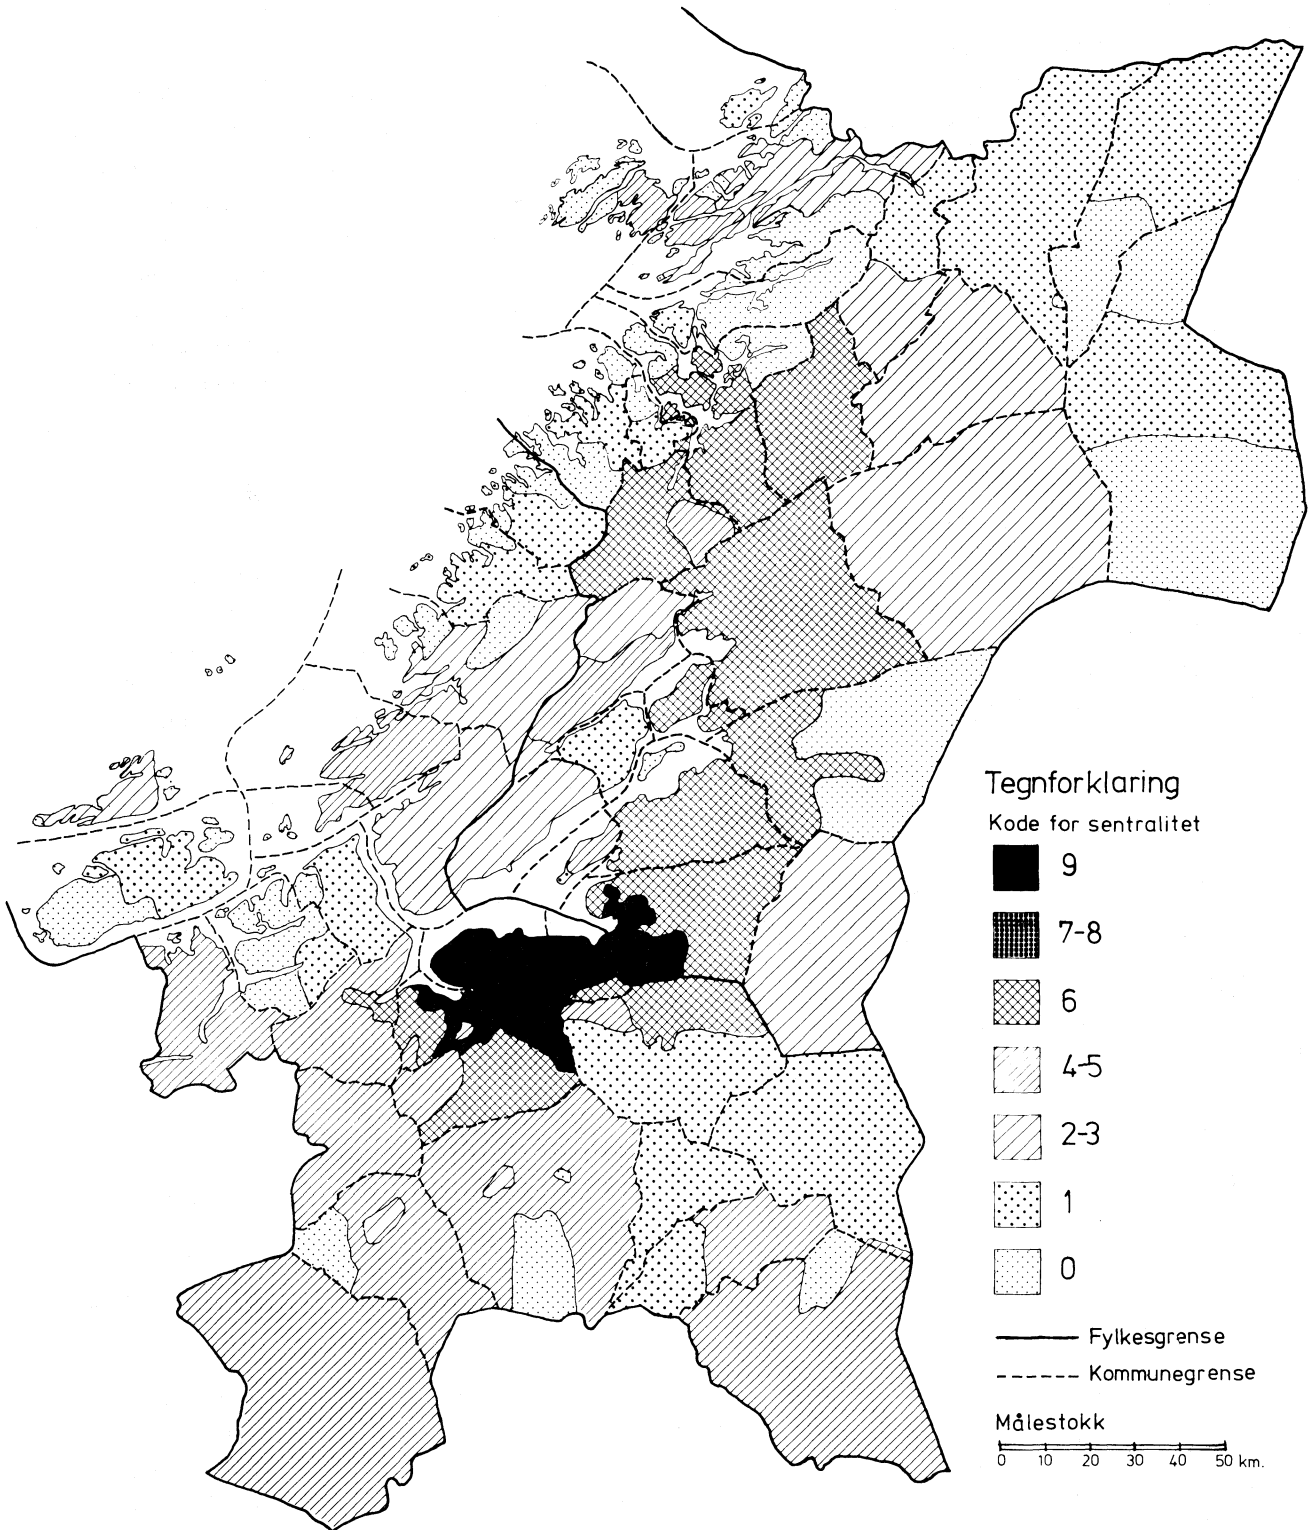 Tegnforklaring
Kode for sentralitet
9
7-8
6
4-5
2-3
1
0
Fylkesgrense
Kommunegrense
Målestokk
0 10 20 30 40 50 km.